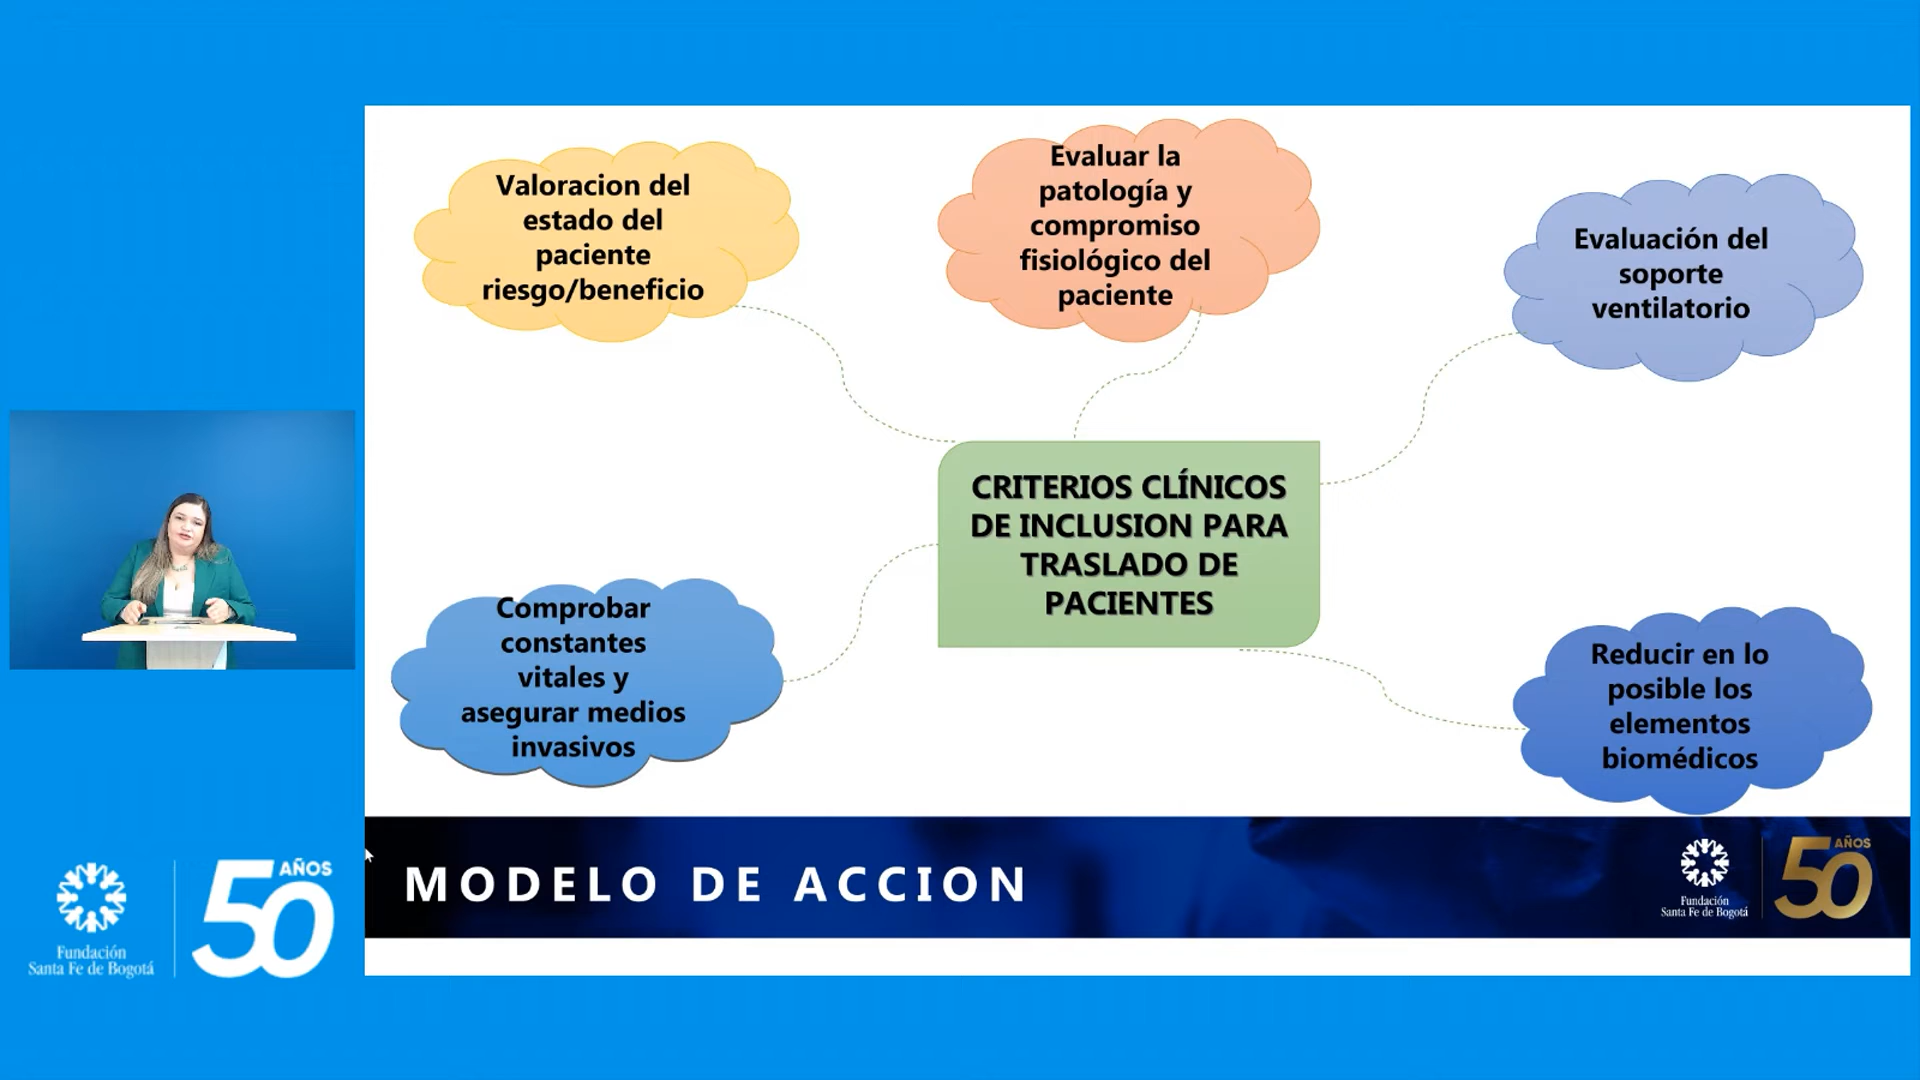 Valoracion del
estado del
paciente
riesgo/beneficio
Evaluar la
patología y
compromiso
fisiológico del
paciente
Evaluación del
soporte
ventilatorio
CRITERIOS CLÍNICOS
DE INCLUSION PARA
TRASLADO DE
PACIENTES
Comprobar
constantes
vitales y
asegurar medios
invasivos
Reducir en lo
posible los
elementos
biomédicos
MODELO DE ACCION
Fundación
Santa Fe de Bogotá
50 AÑOS
Fundación
Santa Fe de Bogotá
50 AÑOS